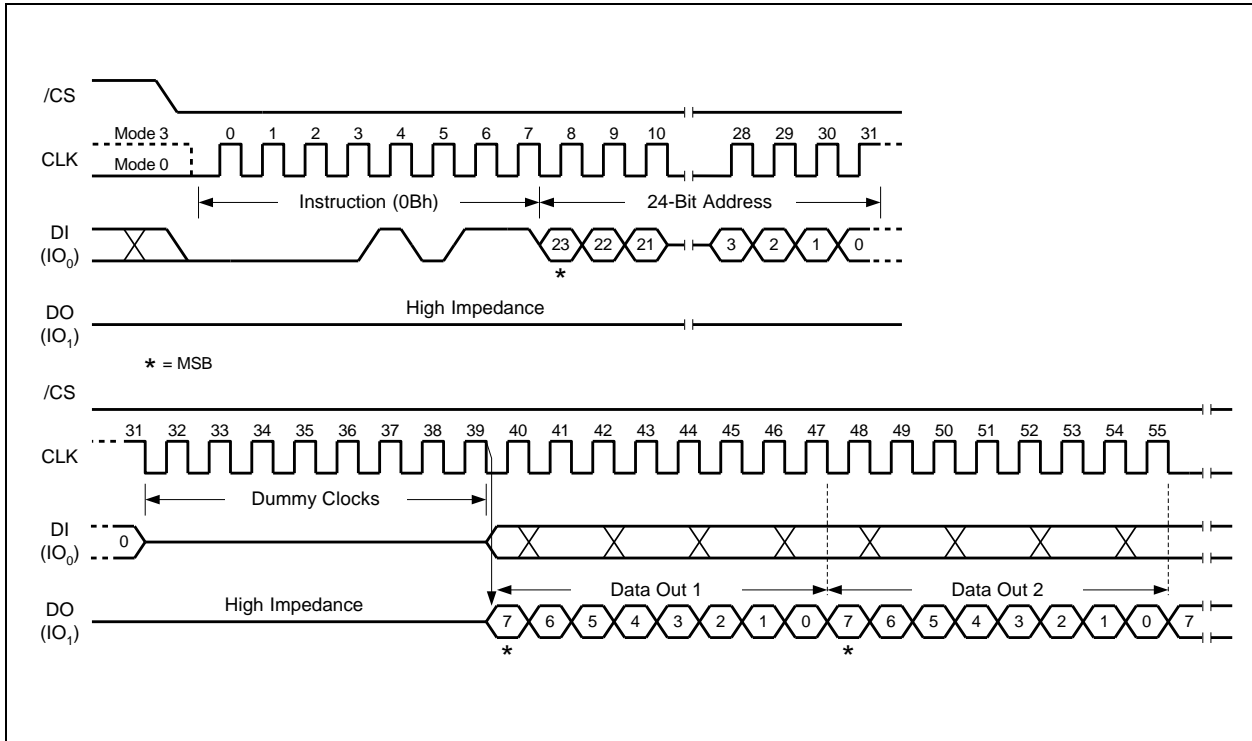 /CS
Mode 3
0 1 2 3 4 5 6 7 8 9 10 28 29 30 31
CLK
Mode 0
Instruction (0Bh) 24-Bit Address
DI
(IO0)
23 22 21 3 2 1 0
*
DO
(IO1)
High Impedance
* = MSB
/CS
31 32 33 34 35 36 37 38 39 40 41 42 43 44 45 46 47 48 49 50 51 52 53 54 55
CLK
Dummy Clocks
DI
(IO0)
0
Data Out 1 Data Out 2
DO
(IO1)
High Impedance
7 6 5 4 3 2 1 0 7 6 5 4 3 2 1 0 7
* *